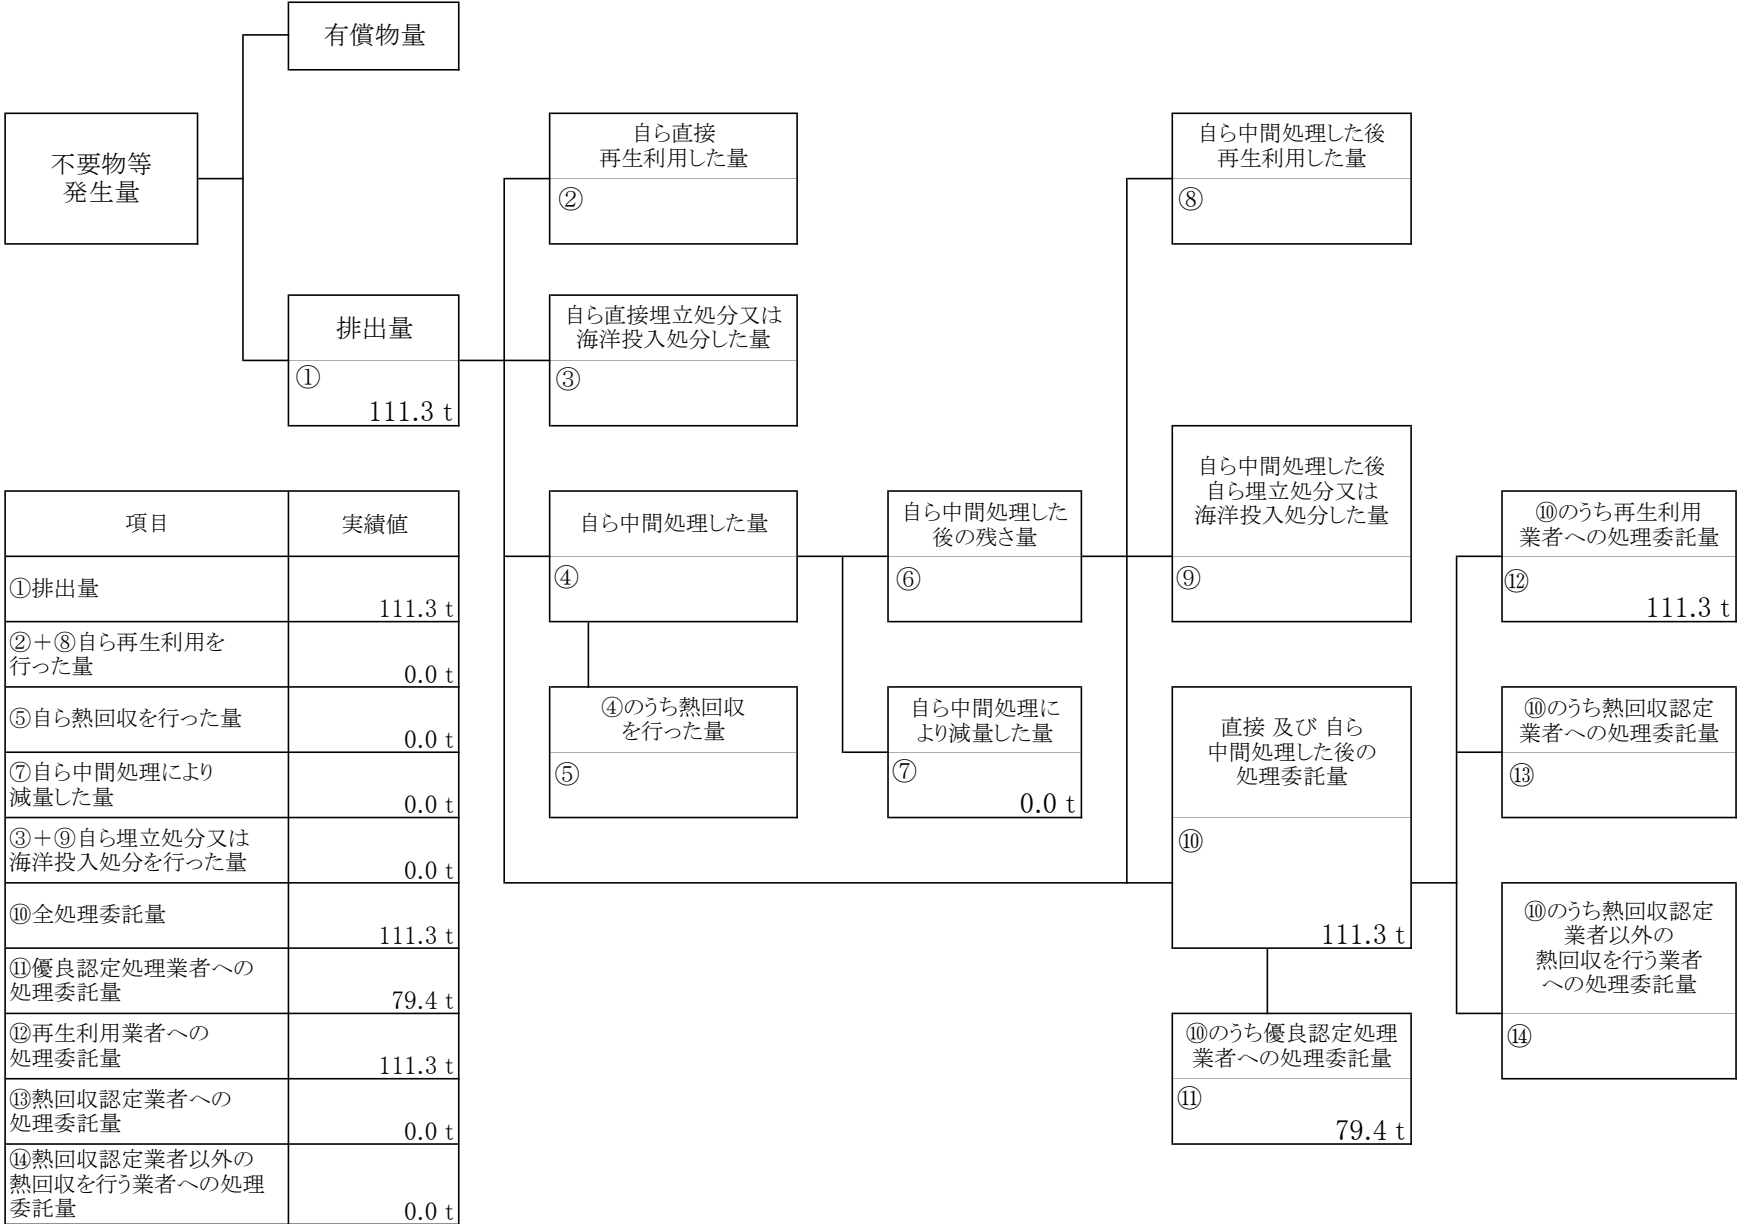 有償物量
不要物等
発生量
自ら直接
再生利用した量
②
自ら中間処理した後
再生利用した量
⑧
排出量
①
111.3 t
自ら直接埋立処分又は
海洋投入処分した量
③
自ら中間処理した量
④
自ら中間処理した
後の残さ量
⑥
自ら中間処理した後
自ら埋立処分又は
海洋投入処分した量
⑨
⑩のうち再生利用
業者への処理委託量
⑫
111.3 t
④のうち熱回収
を行った量
⑤
自ら中間処理に
より減量した量
⑦
0.0 t
直接 及び 自ら
中間処理した後の
処理委託量
⑩
111.3 t
⑩のうち熱回収認定
業者への処理委託量
⑬
⑩のうち熱回収認定
業者以外の
熱回収を行う業者
への処理委託量
⑭
⑩のうち優良認定処理
業者への処理委託量
⑪
79.4 t
項目 実績値
①排出量
111.3 t
②＋⑧自ら再生利用を
行った量
0.0 t
⑤自ら熱回収を行った量
0.0 t
⑦自ら中間処理により
減量した量
0.0 t
③＋⑨自ら埋立処分又は
海洋投入処分を行った量
0.0 t
⑩全処理委託量
111.3 t
⑪優良認定処理業者への
処理委託量
79.4 t
⑫再生利用業者への
処理委託量
111.3 t
⑬熱回収認定業者への
処理委託量
0.0 t
⑭熱回収認定業者以外の
熱回収を行う業者への処理
委託量
0.0 t